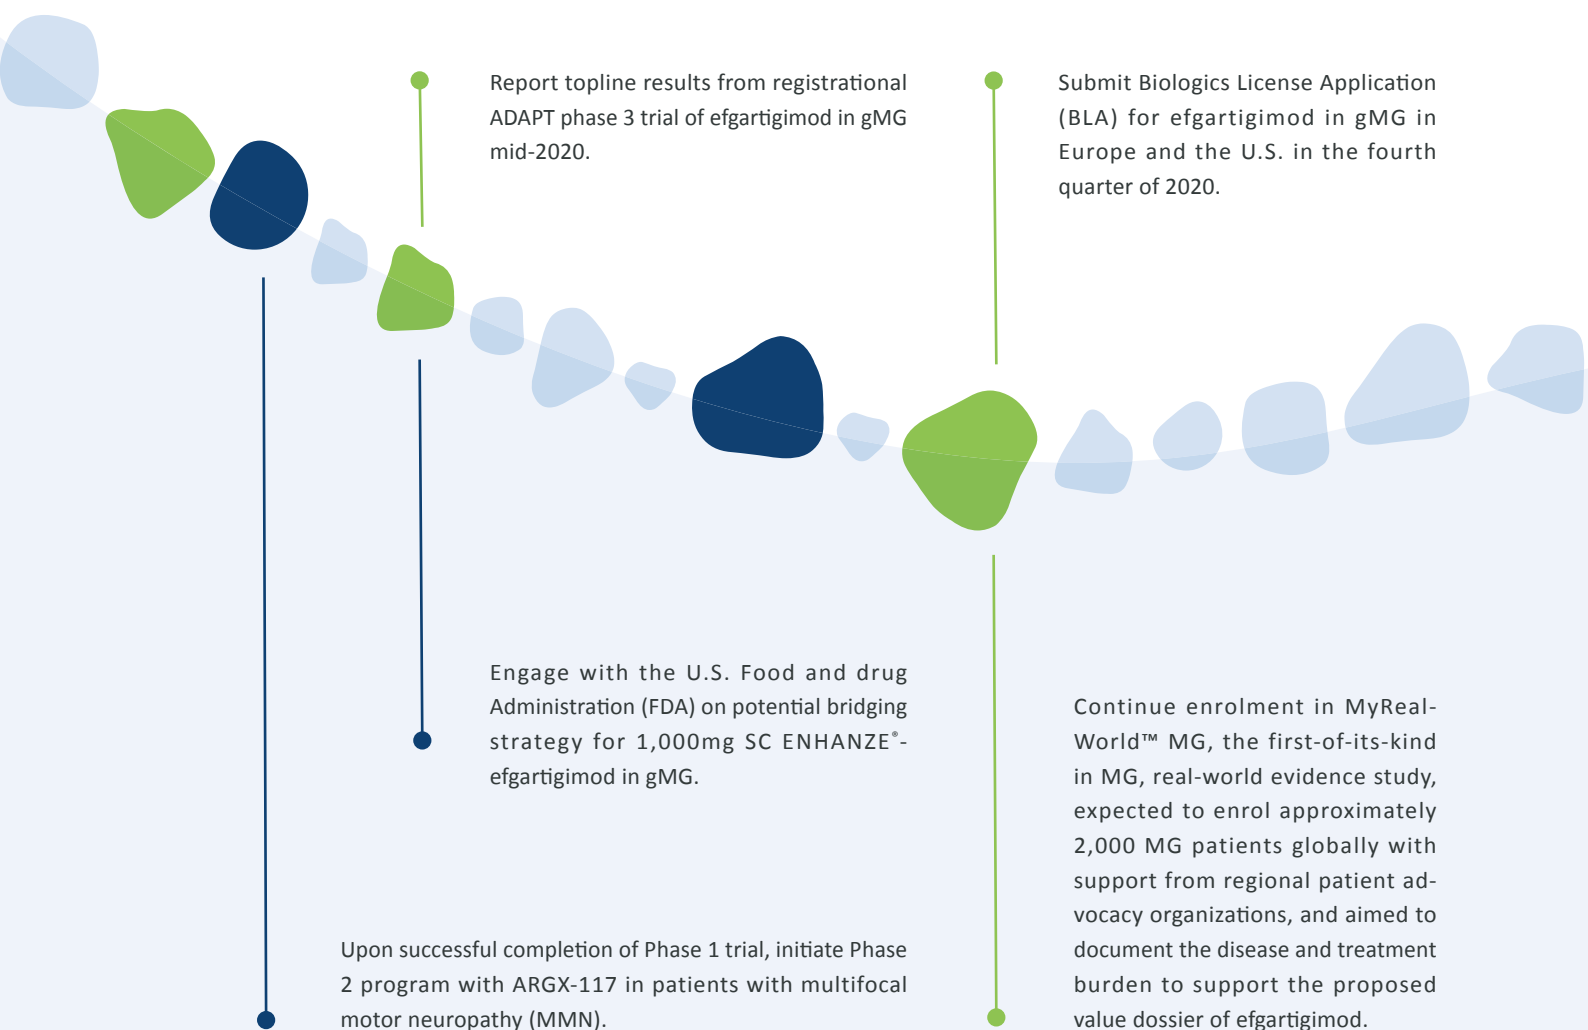 Report topline results from registrational
ADAPT phase 3 trial of efgartigimod in gMG
mid-2020.
Submit Biologics License Application
(BLA) for efgartigimod in gMG in
Europe and the U.S. in the fourth
quarter of 2020.
Engage with the U.S. Food and drug
Administration (FDA) on potential bridging
strategy for 1,000mg SC ENHANZE®-
efgartigimod in gMG.
Upon successful completion of Phase 1 trial, initiate Phase
2 program with ARGX-117 in patients with multifocal
motor neuropathy (MMN).
Continue enrolment in MyReal-
World™ MG, the first-of-its-kind
in MG, real-world evidence study,
expected to enrol approximately
2,000 MG patients globally with
support from regional patient ad-
vocacy organizations, and aimed to
document the disease and treatment
burden to support the proposed
value dossier of efgartigimod.